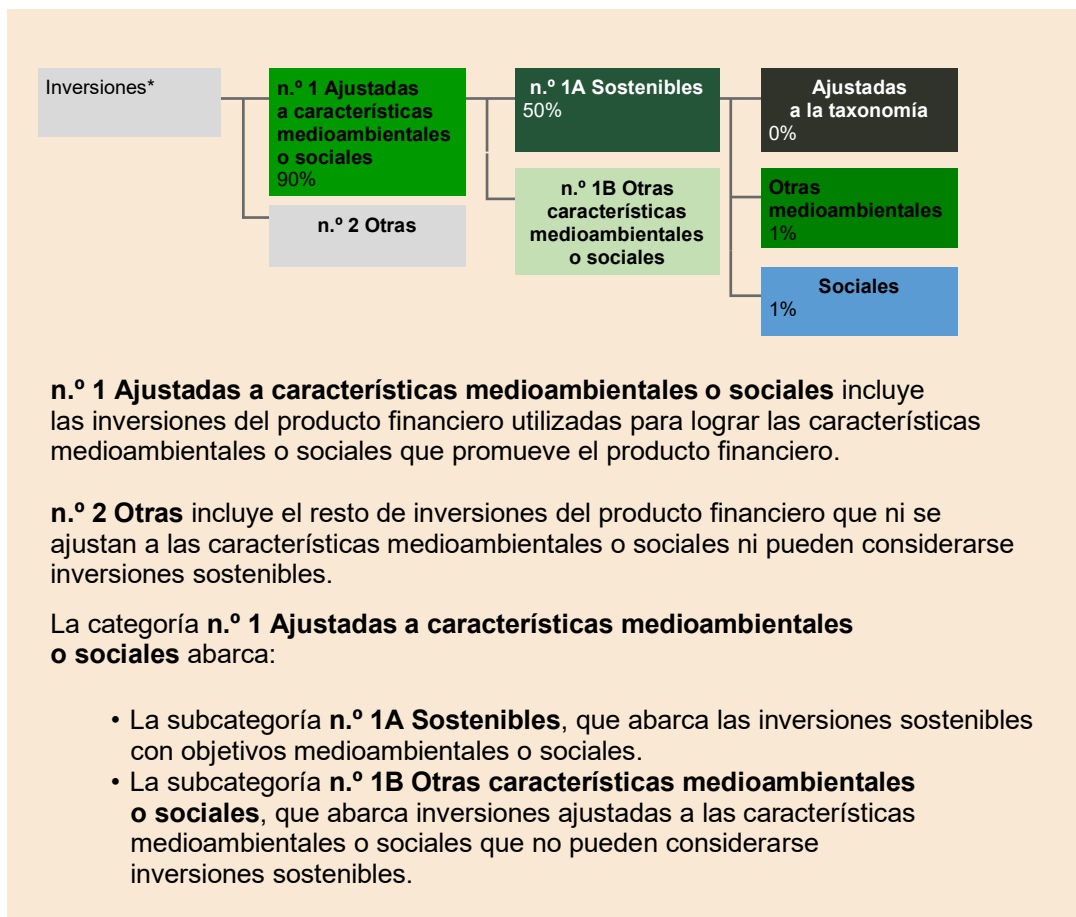 Inversiones*
n.º 1 Ajustadas
a características
medioambientales
o sociales
90%
n.º 2 Otras
n.º 1A Sostenibles
50%
n.º 1B Otras
características
medioambientales
o sociales
Ajustadas
a la taxonomía
0%
Otras
medioambientales
1%
Sociales
1%
n.º 1 Ajustadas a características medioambientales o sociales incluye
las inversiones del producto financiero utilizadas para lograr las características
medioambientales o sociales que promueve el producto financiero.
n.º 2 Otras incluye el resto de inversiones del producto financiero que ni se
ajustan a las características medioambientales o sociales ni pueden considerarse
inversiones sostenibles.
La categoría n.º 1 Ajustadas a características medioambientales
o sociales abarca:
• La subcategoría n.º 1A Sostenibles, que abarca las inversiones sostenibles
con objetivos medioambientales o sociales.
• La subcategoría n.º 1B Otras características medioambientales
o sociales, que abarca inversiones ajustadas a las características
medioambientales o sociales que no pueden considerarse
inversiones sostenibles.